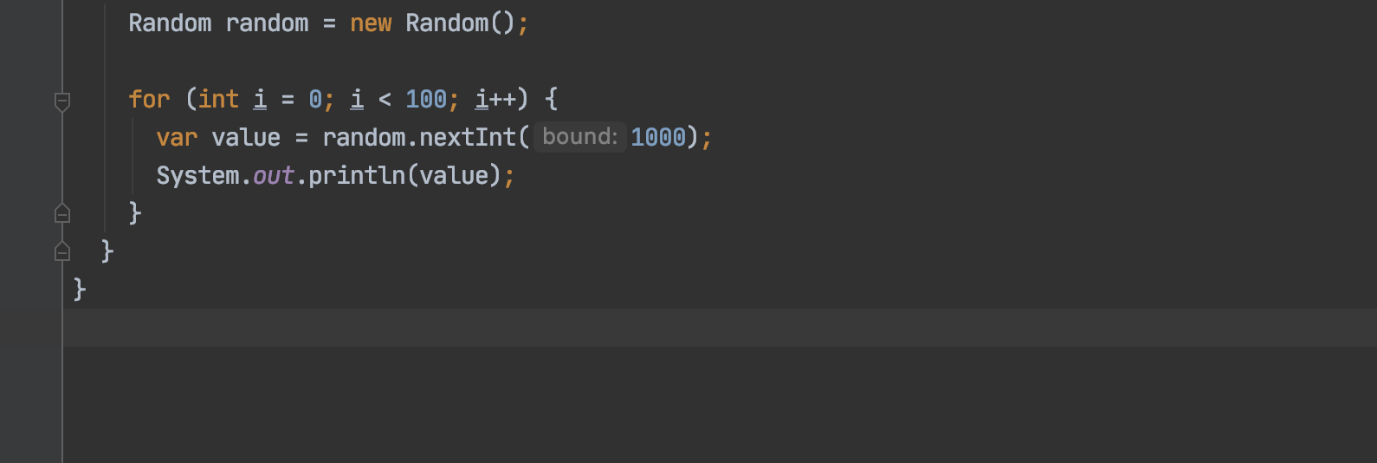 Random random = new Random();
for (int i = 0; i < 100; i++) {
var value = random.nextInt( bound: 1000);
System.out.println(value);
}
}
}